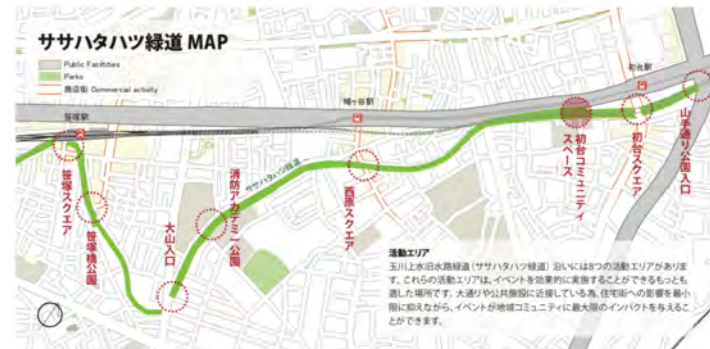 ササハタハツ緑道 MAP
Public Facilities
Parks
商店街 Commercial activity
笹塚駅
幡ヶ谷駅
初台駅
ササハタハツ緑道
笹塚スクエア
笹塚橋公園
大山入口
消防アカデミー公園
西原スクエア
初台コミュニティ
スペース
初台スクエア
山手通り公園入口
活動エリア
玉川上水旧水路緑道(ササハタハツ緑道)沿いには8つの活動エリアがありま
す。これらの活動エリアは、イベントを効果的に実施することができるもっとも
適した場所です。大通りや公共施設に近接している為、住宅街への影響を最小
限に抑えながら、イベントが地域コミュニティに最大限のインパクトを与えるこ
とができます。